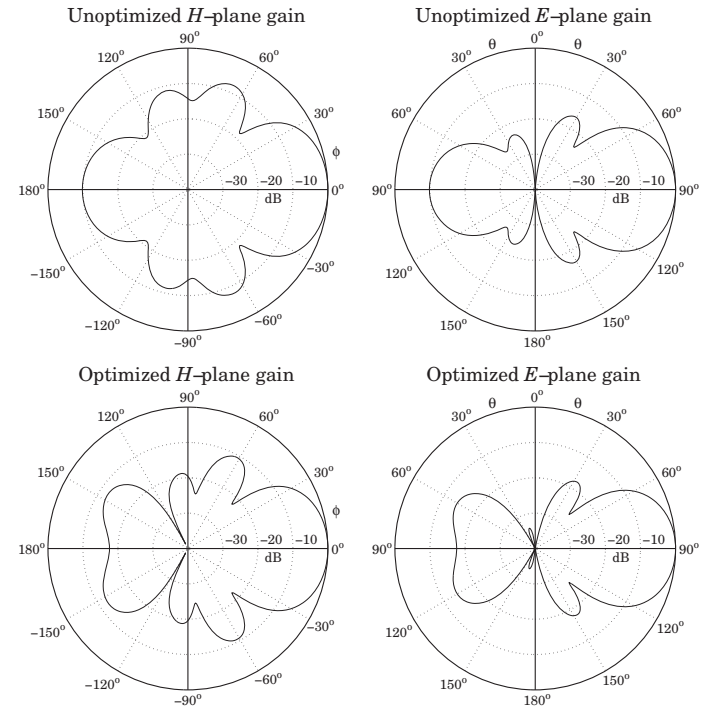 Unoptimized H–plane gain
90°
120° 60°
150° 30°
ϕ
180° −30 −20 −10 0°
dB
−150° −30°
−120° −60°
−90°
Unoptimized E–plane gain
0°
30° θ θ 30°
60° 60°
90° −30 −20 −10 90°
dB
120° 120°
150° 150°
180°
Optimized H–plane gain
90°
120° 60°
150° 30°
ϕ
180° −30 −20 −10 0°
dB
−150° −30°
−120° −60°
−90°
Optimized E–plane gain
0°
30° θ θ 30°
60° 60°
90° −30 −20 −10 90°
dB
120° 120°
150° 150°
180°